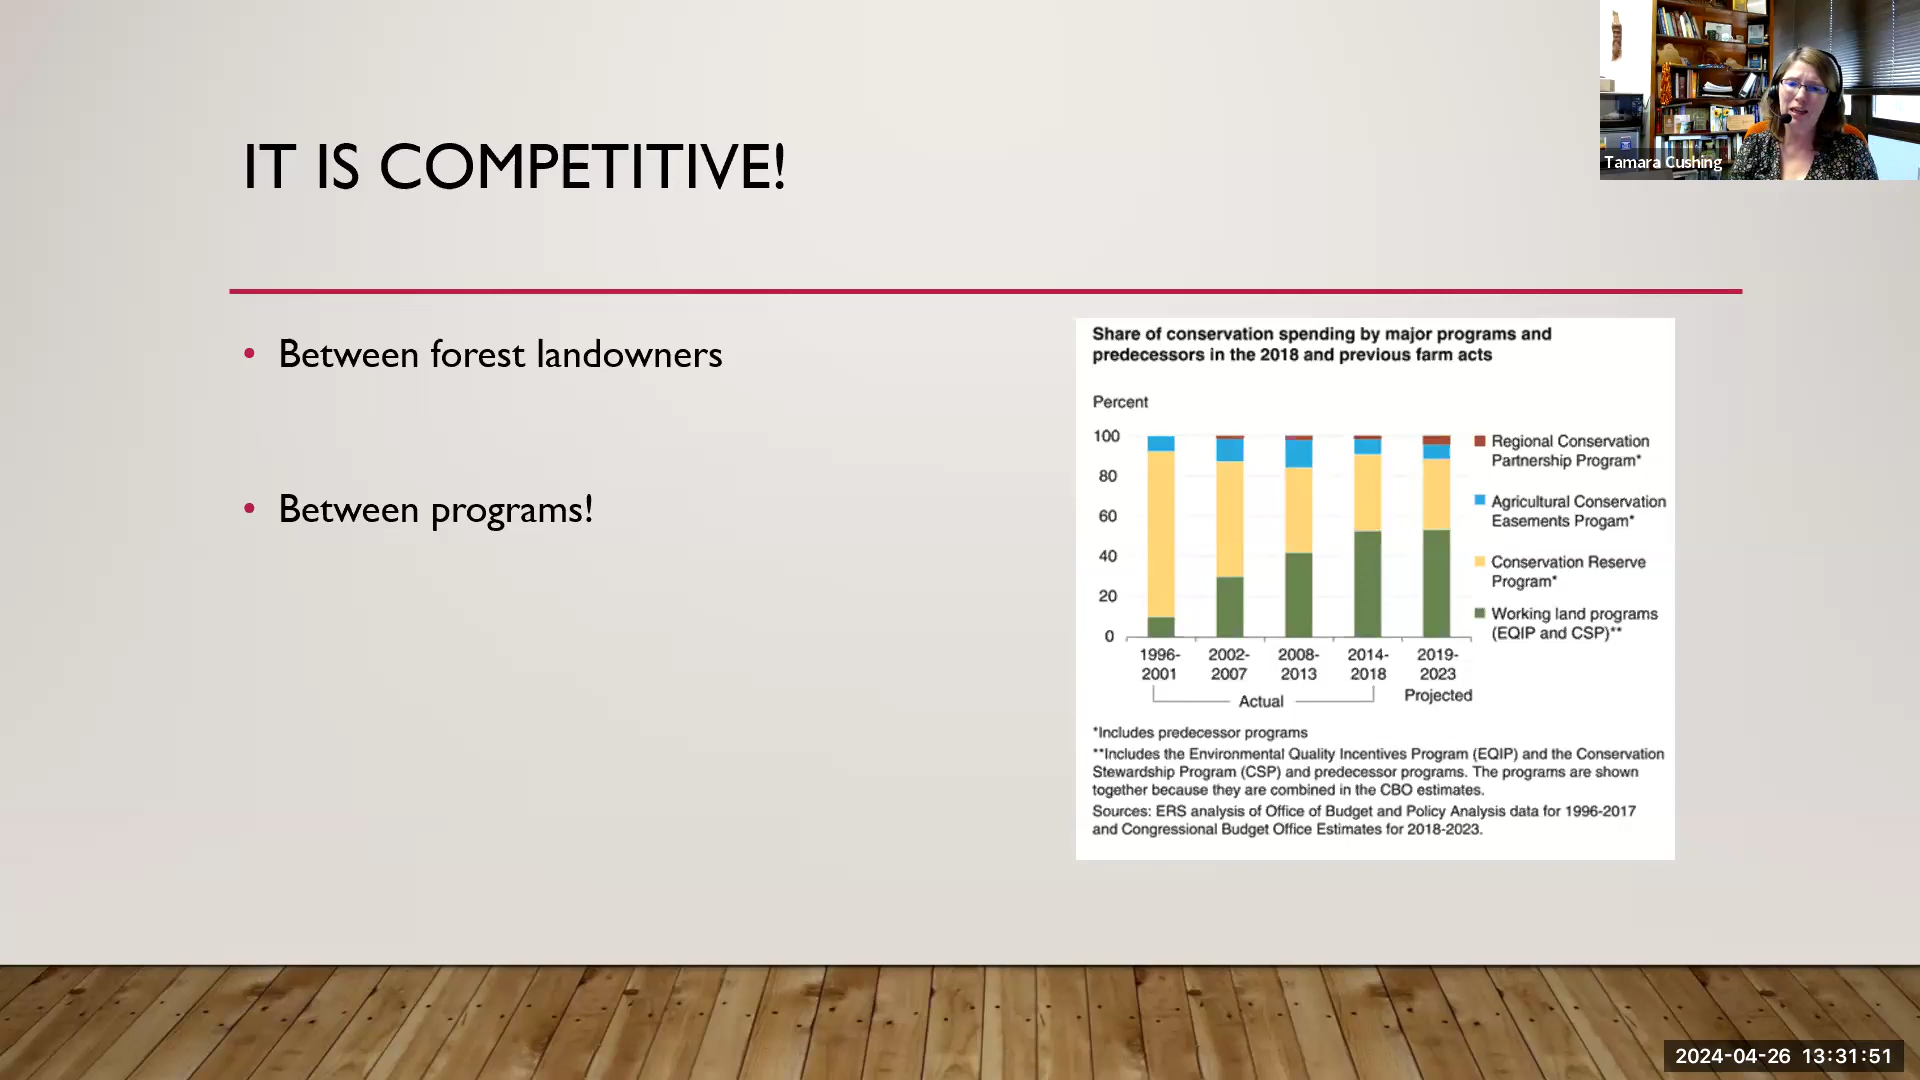 IT IS COMPETITIVE!
Tamara Cushing
• Between forest landowners
• Between programs!
Share of conservation spending by major programs and
predecessors in the 2018 and previous farm acts
Percent
100
80
60
40
20
0
Regional Conservation
Partnership Program*
Agricultural Conservation
Easements Progam*
Conservation Reserve
Program*
Working land programs
(EQIP and CSP)**
1996-
2001
2002-
2007
2008-
2013
2014-
2018
2019-
2023
Actual
Projected
*Includes predecessor programs
**Includes the Environmental Quality Incentives Program (EQIP) and the Conservation
Stewardship Program (CSP) and predecessor programs. The programs are shown
together because they are combined in the CBO estimates.
Sources: ERS analysis of Office of Budget and Policy Analysis data for 1996-2017
and Congressional Budget Office Estimates for 2018-2023.
2024-04-26 13:31:51